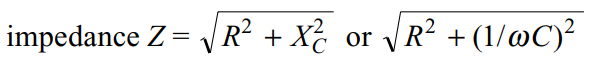 impedance Z = √R² + X_C² or √R² + (1/ωC)²